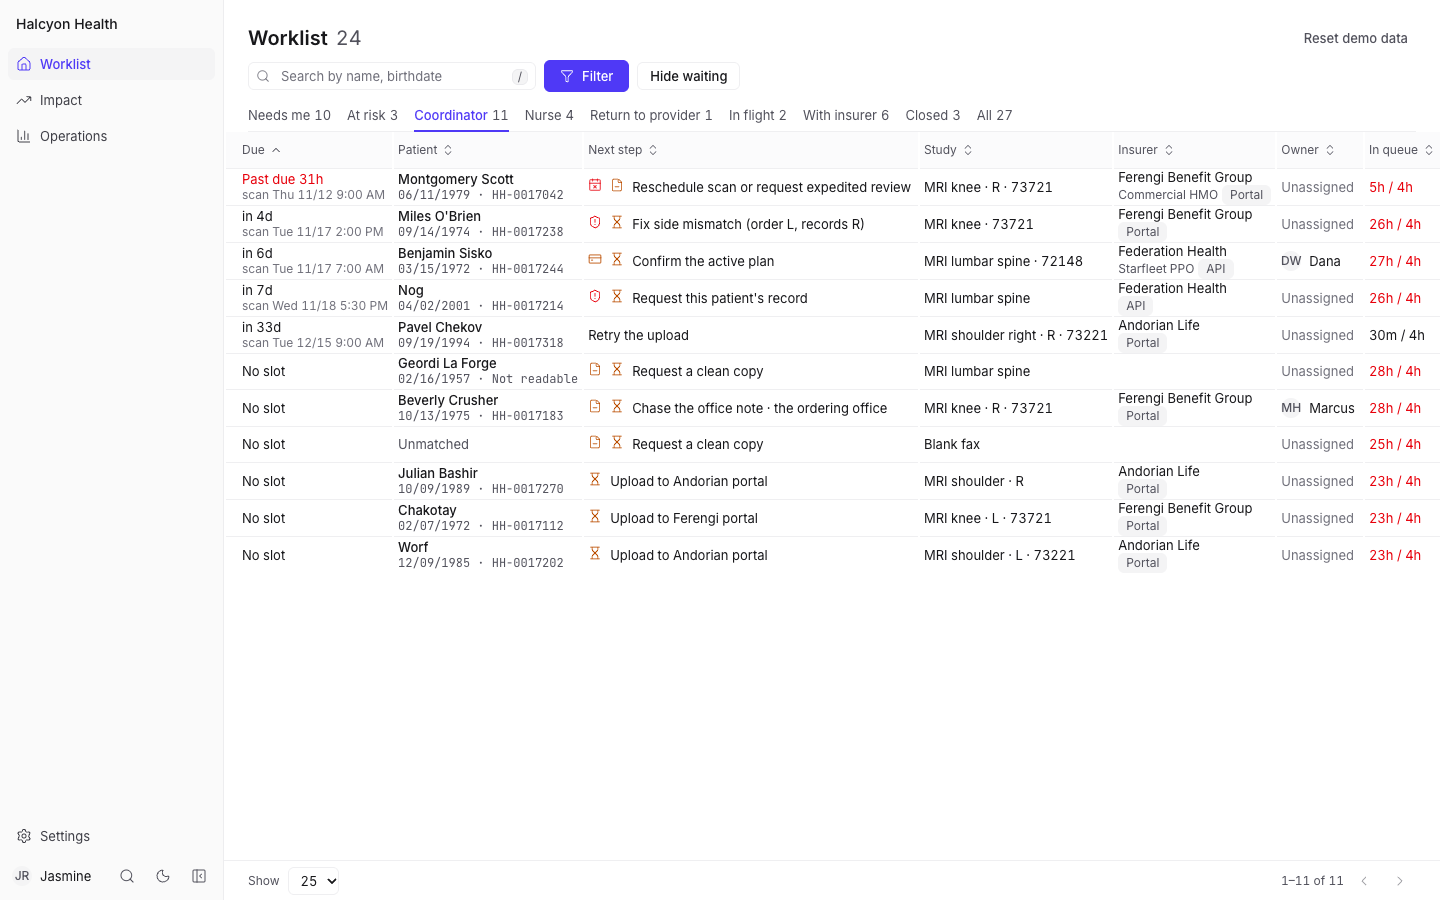 Halcyon Health
Worklist
Impact
Operations
Settings
JR Jasmine
Worklist 24
Reset demo data
Search by name, birthdate /
Filter
Hide waiting
Needs me 10 At risk 3 Coordinator 11 Nurse 4 Return to provider 1 In flight 2 With insurer 6 Closed 3 All 27
Due Patient Next step Study Insurer Owner In queue
Past due 31h Montgomery Scott Reschedule scan or request expedited review MRI knee · R · 73721 Ferengi Benefit Group Unassigned 5h / 4h
scan Thu 11/12 9:00 AM 06/11/1979 · HH-0017042 Commercial HMO Portal
in 4d Miles O'Brien Fix side mismatch (order L, records R) MRI knee · 73721 Ferengi Benefit Group Unassigned 26h / 4h
scan Tue 11/17 2:00 PM 09/14/1974 · HH-0017238 Portal
in 6d Benjamin Sisko Confirm the active plan MRI lumbar spine · 72148 Federation Health DW Dana 27h / 4h
scan Tue 11/17 7:00 AM 03/15/1972 · HH-0017244 Starfleet PPO API
in 7d Nog Request this patient's record MRI lumbar spine Federation Health Unassigned 26h / 4h
scan Wed 11/18 5:30 PM 04/02/2001 · HH-0017214 API
in 33d Pavel Chekov Retry the upload MRI shoulder right · R · 73221 Andorian Life Unassigned 30m / 4h
scan Tue 12/15 9:00 AM 09/19/1994 · HH-0017318 Portal
No slot Geordi La Forge Request a clean copy MRI lumbar spine Unassigned 28h / 4h
02/16/1957 · Not readable
No slot Beverly Crusher Chase the office note · the ordering office MRI knee · R · 73721 Ferengi Benefit Group MH Marcus 28h / 4h
10/13/1975 · HH-0017183 Portal
No slot Unmatched Request a clean copy Blank fax Unassigned 25h / 4h
No slot Julian Bashir Upload to Andorian portal MRI shoulder · R Andorian Life Unassigned 23h / 4h
10/09/1989 · HH-0017270 Portal
No slot Chakotay Upload to Ferengi portal MRI knee · L · 73721 Ferengi Benefit Group Unassigned 23h / 4h
02/07/1972 · HH-0017112 Portal
No slot Worf Upload to Andorian portal MRI shoulder · L · 73221 Andorian Life Unassigned 23h / 4h
12/09/1985 · HH-0017202 Portal
Show 25
1–11 of 11